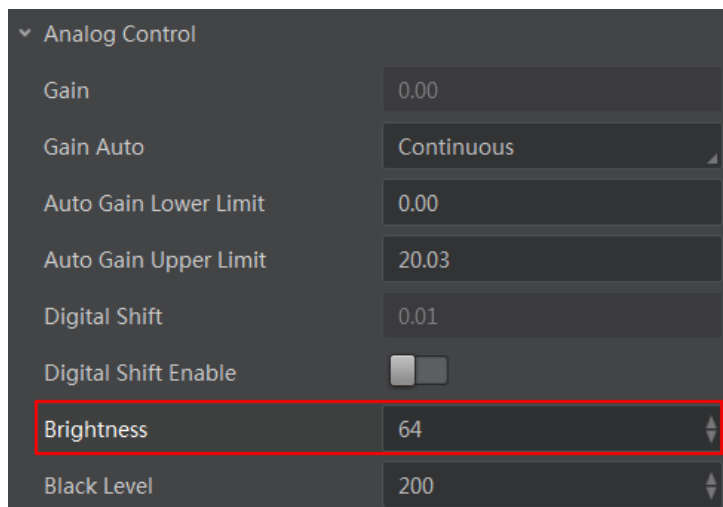 Analog Control
Gain 0.00
Gain Auto Continuous
Auto Gain Lower Limit 0.00
Auto Gain Upper Limit 20.03
Digital Shift 0.01
Digital Shift Enable
Brightness 64
Black Level 200